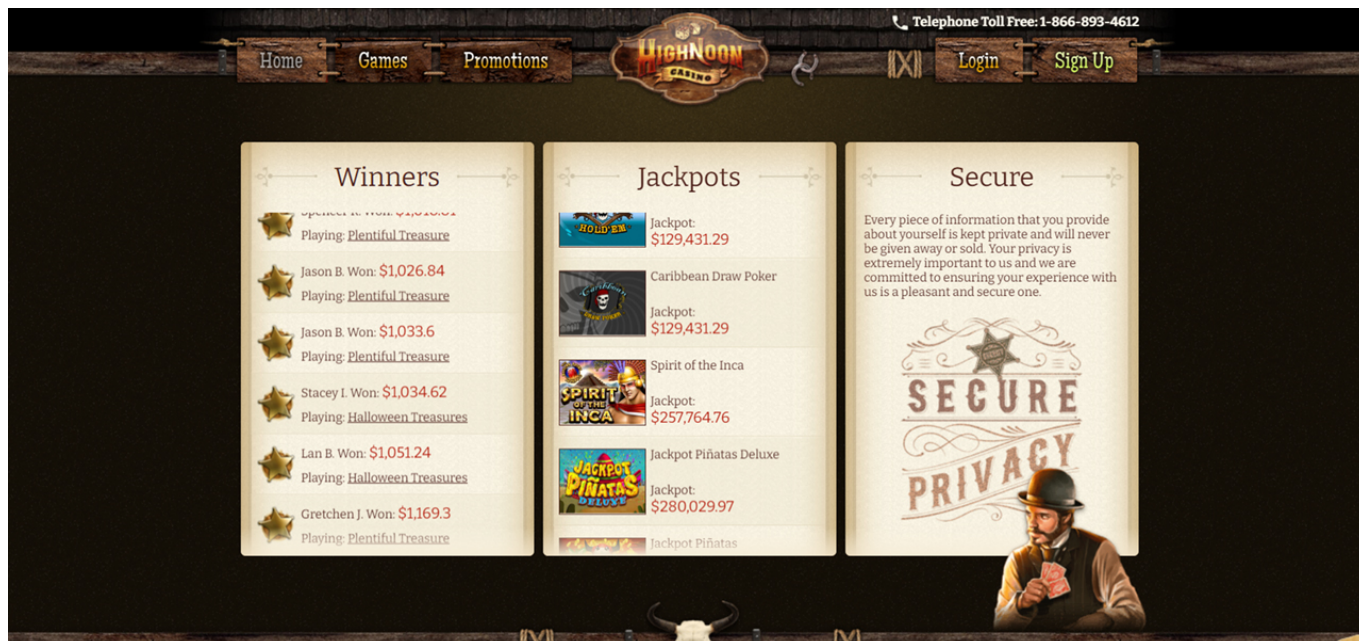 Telephone Toll Free: 1-866-893-4612
Home
Games
Promotions
HIGHNOON
CASINO
Login
Sign Up
Winners
Playing: Plentiful Treasure
Jason B. Won: $1,026.84
Playing: Plentiful Treasure
Jason B. Won: $1,033.6
Playing: Plentiful Treasure
Stacey I. Won: $1,034.62
Playing: Halloween Treasures
Lan B. Won: $1,051.24
Playing: Halloween Treasures
Gretchen J. Won: $1,169.3
Playing: Plentiful Treasure
Jackpots
HOLD'EM
Jackpot:
$129,431.29
Caribbean Draw Poker
Caribbean
DRAW POKER
Jackpot:
$129,431.29
Spirit of the Inca
SPIRIT
OF THE
INCA
Jackpot:
$257,764.76
Jackpot Piñatas Deluxe
JACKPOT
PIÑATAS
DELUXE
Jackpot:
$280,029.97
Jackpot Piñatas
Secure
Every piece of information that you provide
about yourself is kept private and will never
be given away or sold. Your privacy is
extremely important to us and we are
committed to ensuring your experience with
us is a pleasant and secure one.
SECURE
PRIVACY